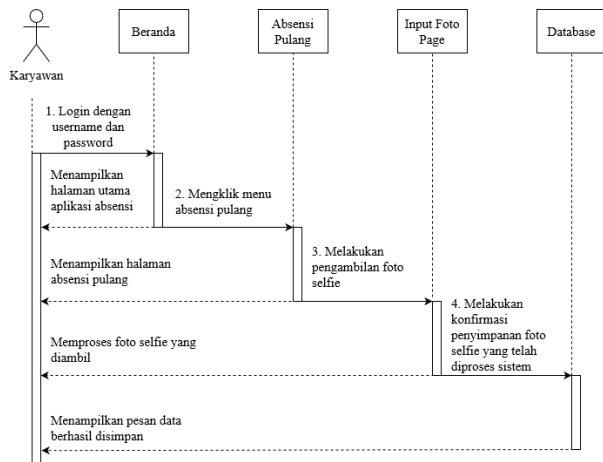 Beranda
Absensi
Pulang
Input Foto
Page
Database
Karyawan
1. Login dengan
username dan
password
Menampilkan
halaman utama
aplikasi absensi
2. Mengklik menu
absensi pulang
Menampilkan halaman
absensi pulang
3. Melakukan
pengambilan foto
selfie
4. Melakukan
konfirmasi
penyimpanan foto
selfie yang telah
diproses sistem
Memproses foto selfie yang
diambil
Menampilkan pesan data
berhasil disimpan